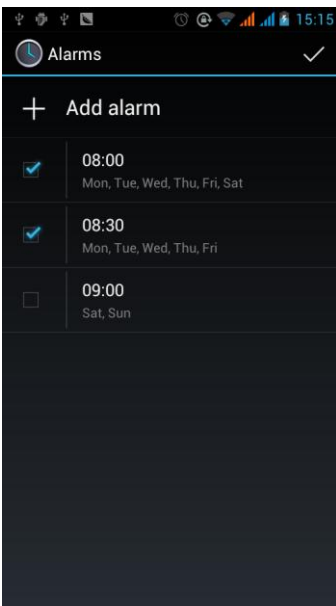 15:15
Alarms
Add alarm
08:00
Mon, Tue, Wed, Thu, Fri, Sat
08:30
Mon, Tue, Wed, Thu, Fri
09:00
Sat, Sun